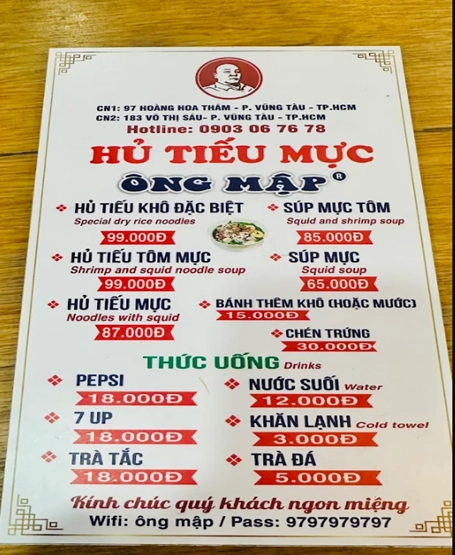 CN1: 97 HOÀNG HOA THÁM - P. VŨNG TÀU - TP.HCM
CN2: 183 VÕ THỊ SÁU- P. VŨNG TÀU - TP.HCM
Hotline: 0903 06 76 78
HỦ TIẾU MỰC
ÔNG MẬP ®
HỦ TIẾU KHÔ ĐẶC BIỆT
Special dry rice noodles
99.000Đ
SÚP MỰC TÔM
Squid and shrimp soup
85.000Đ
HỦ TIẾU TÔM MỰC
Shrimp and squid noodle soup
99.000Đ
SÚP MỰC
Squid soup
65.000Đ
HỦ TIẾU MỰC
Noodles with squid
87.000Đ
BÁNH THÊM KHÔ (HOẶC NƯỚC)
15.000Đ
CHÉN TRỨNG
30.000Đ
THỨC UỐNG Drinks
PEPSI
18.000Đ
NƯỚC SUỐI Water
12.000Đ
7 UP
18.000Đ
KHĂN LẠNH Cold towel
3.000Đ
TRÀ TẮC
18.000Đ
TRÀ ĐÁ
5.000Đ
Kính chúc quý khách ngon miệng
Wifi: ông mập / Pass: 9797979797